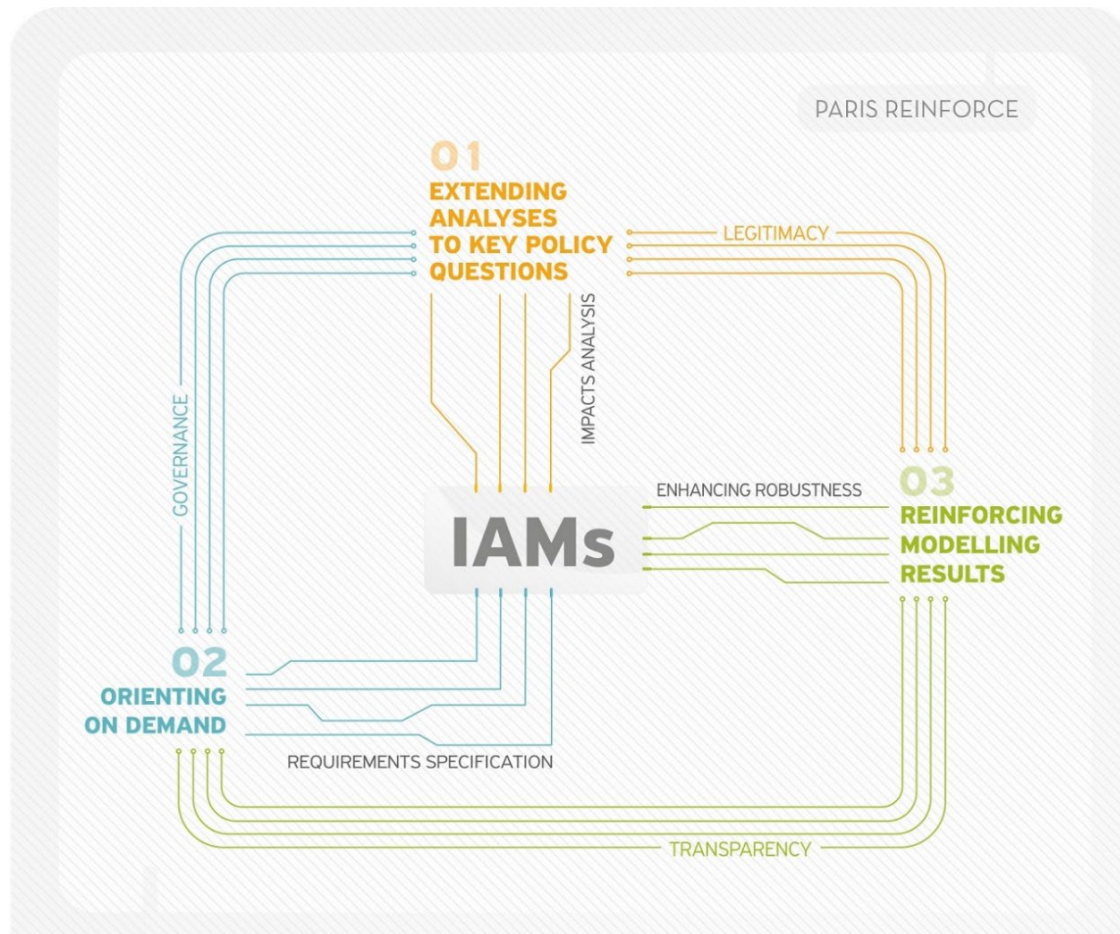 PARIS REINFORCE
01
EXTENDING
ANALYSES
TO KEY POLICY
QUESTIONS
LEGITIMACY
IMPACTS ANALYSIS
GOVERNANCE
ENHANCING ROBUSTNESS
IAMs
03
REINFORCING
MODELLING
RESULTS
02
ORIENTING
ON DEMAND
REQUIREMENTS SPECIFICATION
TRANSPARENCY